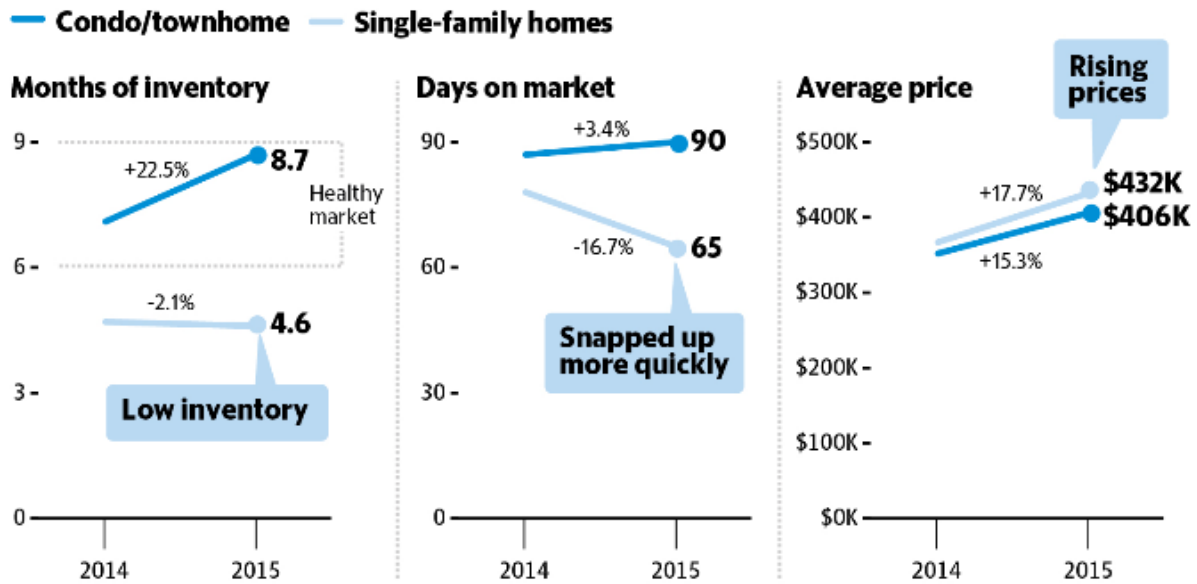 Condo/townhome Single-family homes
Months of inventory
9
+22.5%
8.7
Healthy
market
6
-2.1%
4.6
Low inventory
3
0
2014 2015
Days on market
90
+3.4%
90
-16.7%
65
60
Snapped up
more quickly
30
0
2014 2015
Average price
Rising
prices
$500K
+17.7%
$432K
$406K
$400K
+15.3%
$300K
$200K
$100K
$0K
2014 2015